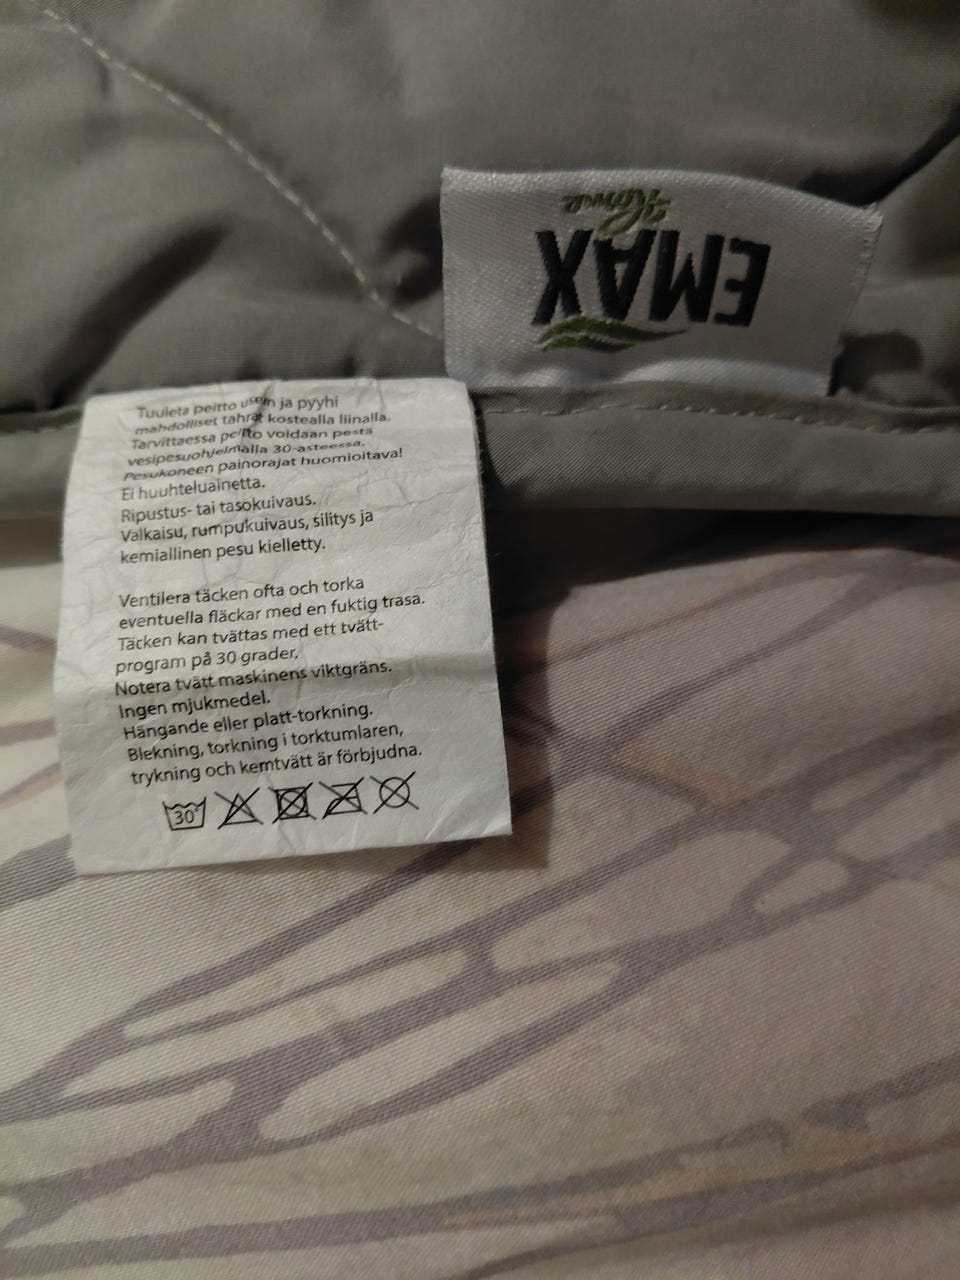 EMAX
Home
Tuuleta peitto usein ja pyyhi
mahdolliset tahrat kostealla liinalla.
Tarvittaessa peitto voidaan pestä
vesipesuohjelmalla 30-asteessa.
Pesukoneen painorajat huomioitava!
Ei huuhteluainetta.
Ripustus- tai tasokuivaus.
Valkaisu, rumpukuivaus, silitys ja
kemiallinen pesu kielletty.
Ventilera täcken ofta och torka
eventuella fläckar med en fuktig trasa.
Täcken kan tvättas med ett tvätt-
program på 30 grader.
Notera tvätt maskinens viktgräns.
Ingen mjukmedel.
Hängande eller platt-torkning.
Blekning, torkning i torktumlaren,
trykning och kemtvätt är förbjudna.
30°